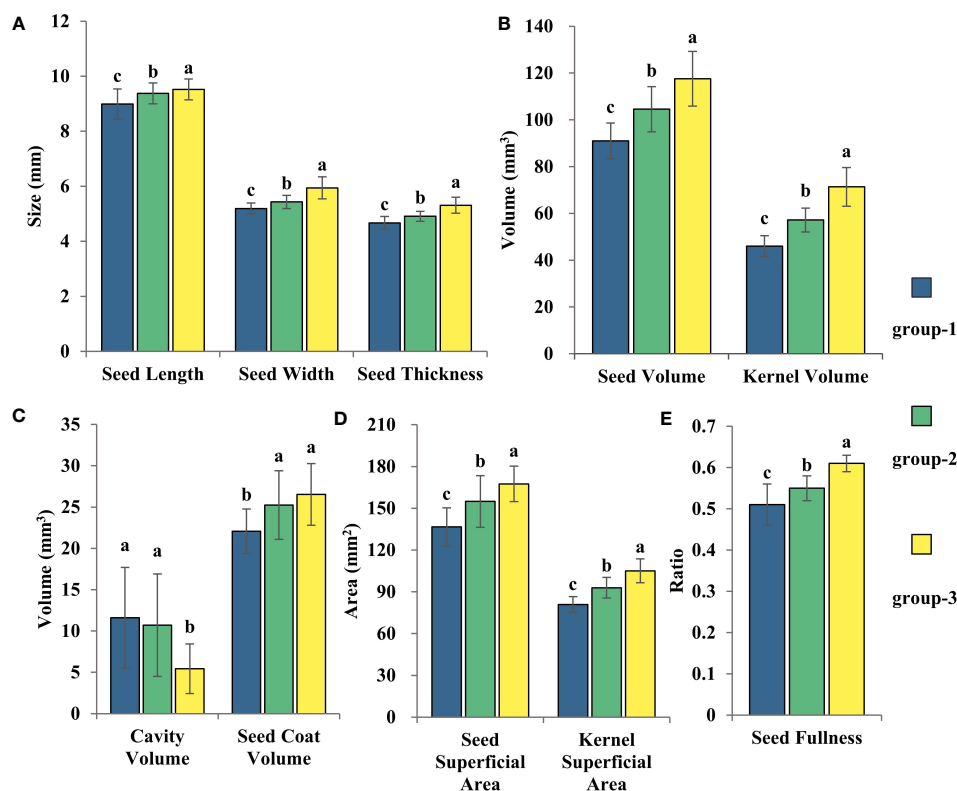 A
12
10
8
6
4
2
0
Size (mm)
c b a
c b a
c b a
Seed Length Seed Width Seed Thickness
B
140
120
100
80
60
40
20
0
Volume (mm³)
c b a
c b a
Seed Volume Kernel Volume
group-1
group-2
group-3
C
35
30
25
20
15
10
5
0
Volume (mm³)
a a b
b a a
Cavity Seed Coat
Volume Volume
D
210
180
150
120
90
60
30
0
Area (mm²)
c b a
c b a
Seed Kernel
Superficial Superficial
Area Area
E
0.7
0.6
0.5
0.4
0.3
0.2
0.1
0
Ratio
c b a
Seed Fullness